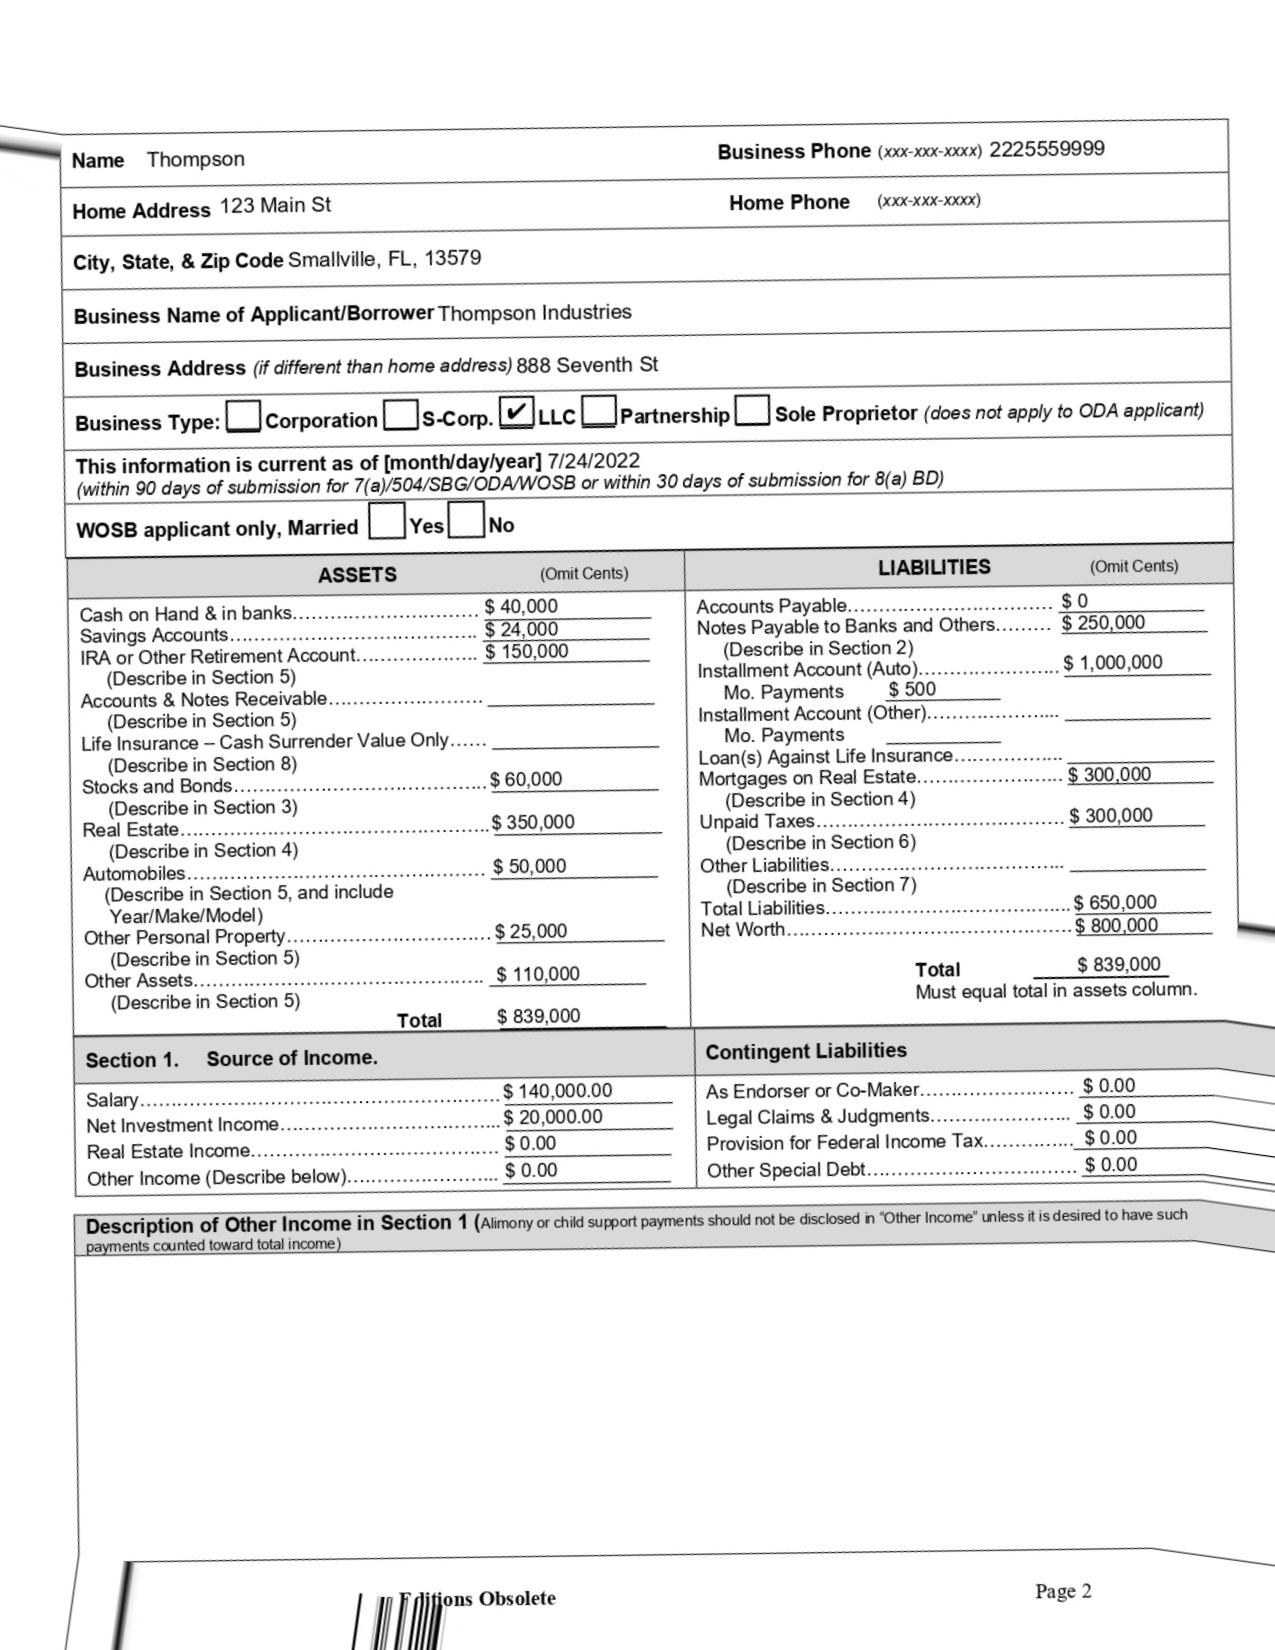 Name Thompson Business Phone (xxx-xxx-xxxx) 2225559999
Home Address 123 Main St Home Phone (xxx-xxx-xxxx)
City, State, & Zip Code Smallville, FL, 13579
Business Name of Applicant/Borrower Thompson Industries
Business Address (if different than home address) 888 Seventh St
Business Type: Corporation S-Corp. ✔ LLC Partnership Sole Proprietor (does not apply to ODA applicant)
This information is current as of [month/day/year] 7/24/2022
(within 90 days of submission for 7(a)/504/SBG/ODA/WOSB or within 30 days of submission for 8(a) BD)
WOSB applicant only, Married Yes No
ASSETS (Omit Cents)
Cash on Hand & in banks $ 40,000
Savings Accounts $ 24,000
IRA or Other Retirement Account $ 150,000
(Describe in Section 5)
Accounts & Notes Receivable
(Describe in Section 5)
Life Insurance – Cash Surrender Value Only
(Describe in Section 8)
Stocks and Bonds $ 60,000
(Describe in Section 3)
Real Estate $ 350,000
(Describe in Section 4)
Automobiles $ 50,000
(Describe in Section 5, and include
Year/Make/Model)
Other Personal Property $ 25,000
(Describe in Section 5)
Other Assets $ 110,000
(Describe in Section 5)
Total $ 839,000
LIABILITIES (Omit Cents)
Accounts Payable $ 0
Notes Payable to Banks and Others $ 250,000
(Describe in Section 2)
Installment Account (Auto) $ 1,000,000
Mo. Payments $ 500
Installment Account (Other)
Mo. Payments
Loan(s) Against Life Insurance
Mortgages on Real Estate $ 300,000
(Describe in Section 4)
Unpaid Taxes $ 300,000
(Describe in Section 6)
Other Liabilities
(Describe in Section 7)
Total Liabilities $ 650,000
Net Worth $ 800,000
Total $ 839,000
Must equal total in assets column.
Section 1. Source of Income.
Salary $ 140,000.00
Net Investment Income $ 20,000.00
Real Estate Income $ 0.00
Other Income (Describe below) $ 0.00
Contingent Liabilities
As Endorser or Co-Maker $ 0.00
Legal Claims & Judgments $ 0.00
Provision for Federal Income Tax $ 0.00
Other Special Debt $ 0.00
Description of Other Income in Section 1 (Alimony or child support payments should not be disclosed in "Other Income" unless it is desired to have such
payments counted toward total income)
Editions Obsolete Page 2